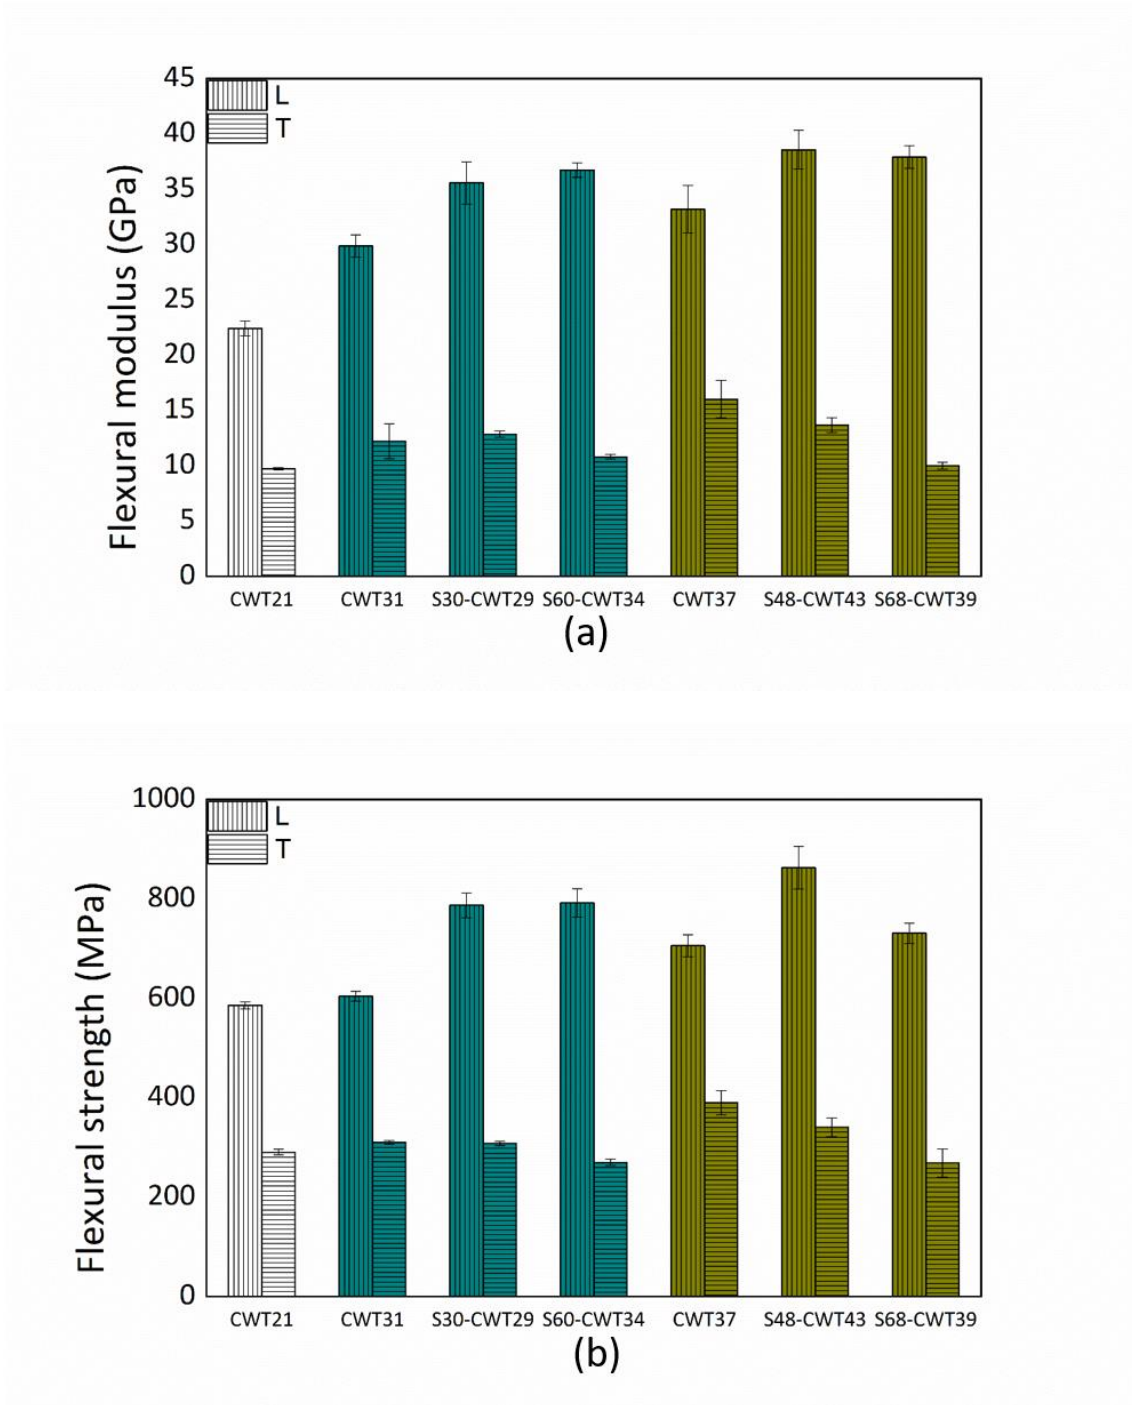 45
L
T
40
35
30
25
20
15
10
5
0
Flexural modulus (GPa)
CWT21 CWT31 S30-CWT29 S60-CWT34 CWT37 S48-CWT43 S68-CWT39
(a)
1000
L
T
800
600
400
200
0
Flexural strength (MPa)
CWT21 CWT31 S30-CWT29 S60-CWT34 CWT37 S48-CWT43 S68-CWT39
(b)